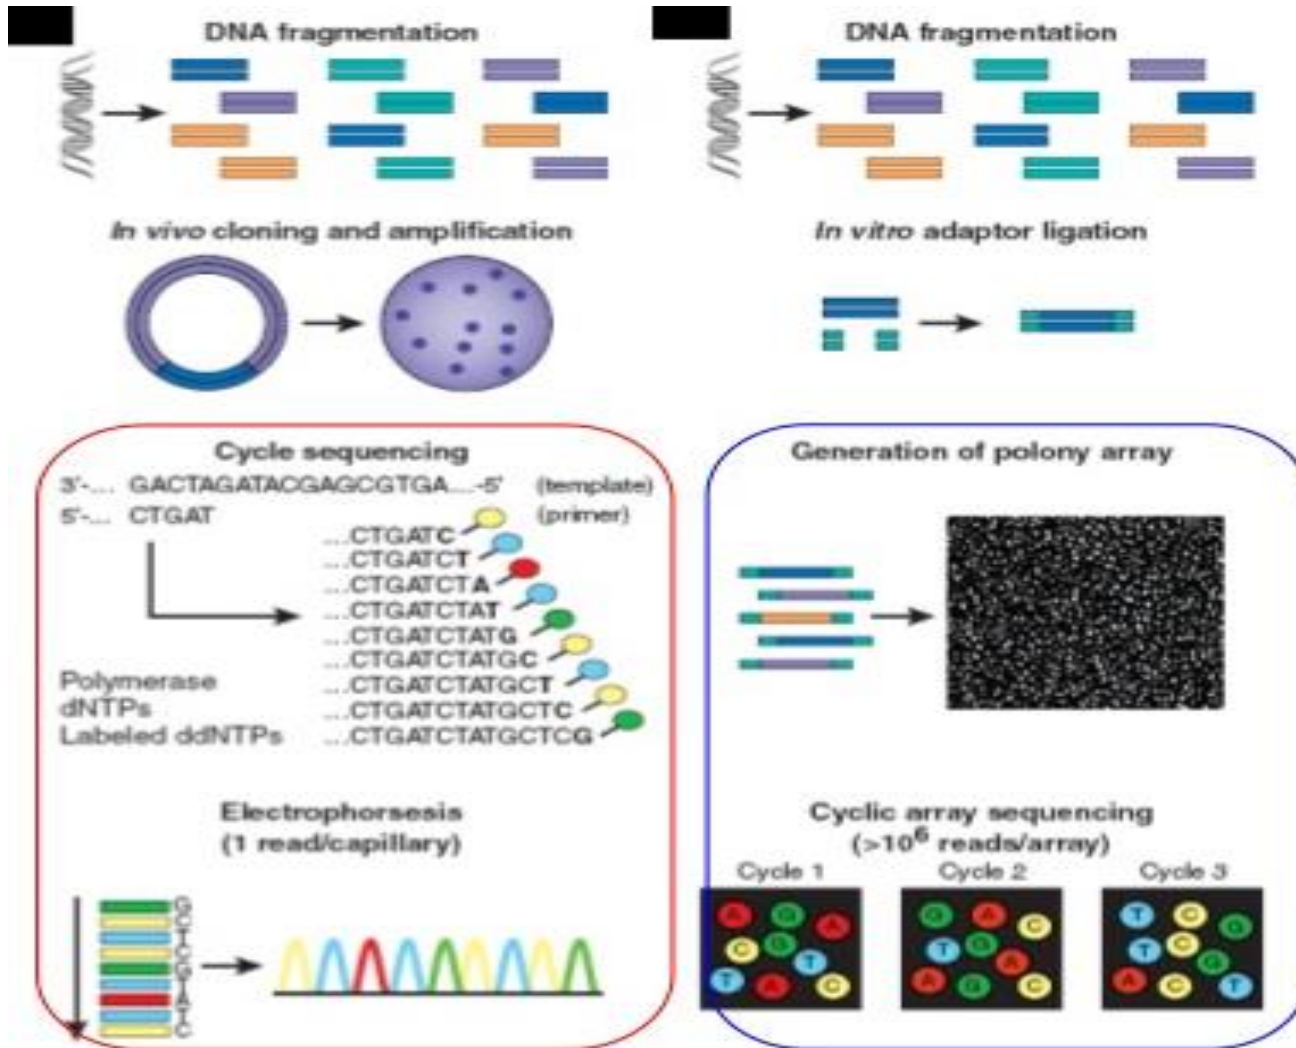 DNA fragmentation
In vivo cloning and amplification
Cycle sequencing
3'-... GACTAGATACGAGCGTGA....-5' (template)
5'-... CTGAT (primer)
...CTGATC
...CTGATCT
...CTGATCTA
...CTGATCTAT
...CTGATCTATG
...CTGATCTATGC
...CTGATCTATGCT
...CTGATCTATGCTC
...CTGATCTATGCTCG
Polymerase
dNTPs
Labeled ddNTPs
Electrophorsesis
(1 read/capillary)
G
C
T
C
G
T
A
T
C
DNA fragmentation
In vitro adaptor ligation
Generation of polony array
Cyclic array sequencing
(>10⁶ reads/array)
Cycle 1
A G A
C G T
T A C
Cycle 2
G A C
T G A
A G C
Cycle 3
T C G
T C G
A C T